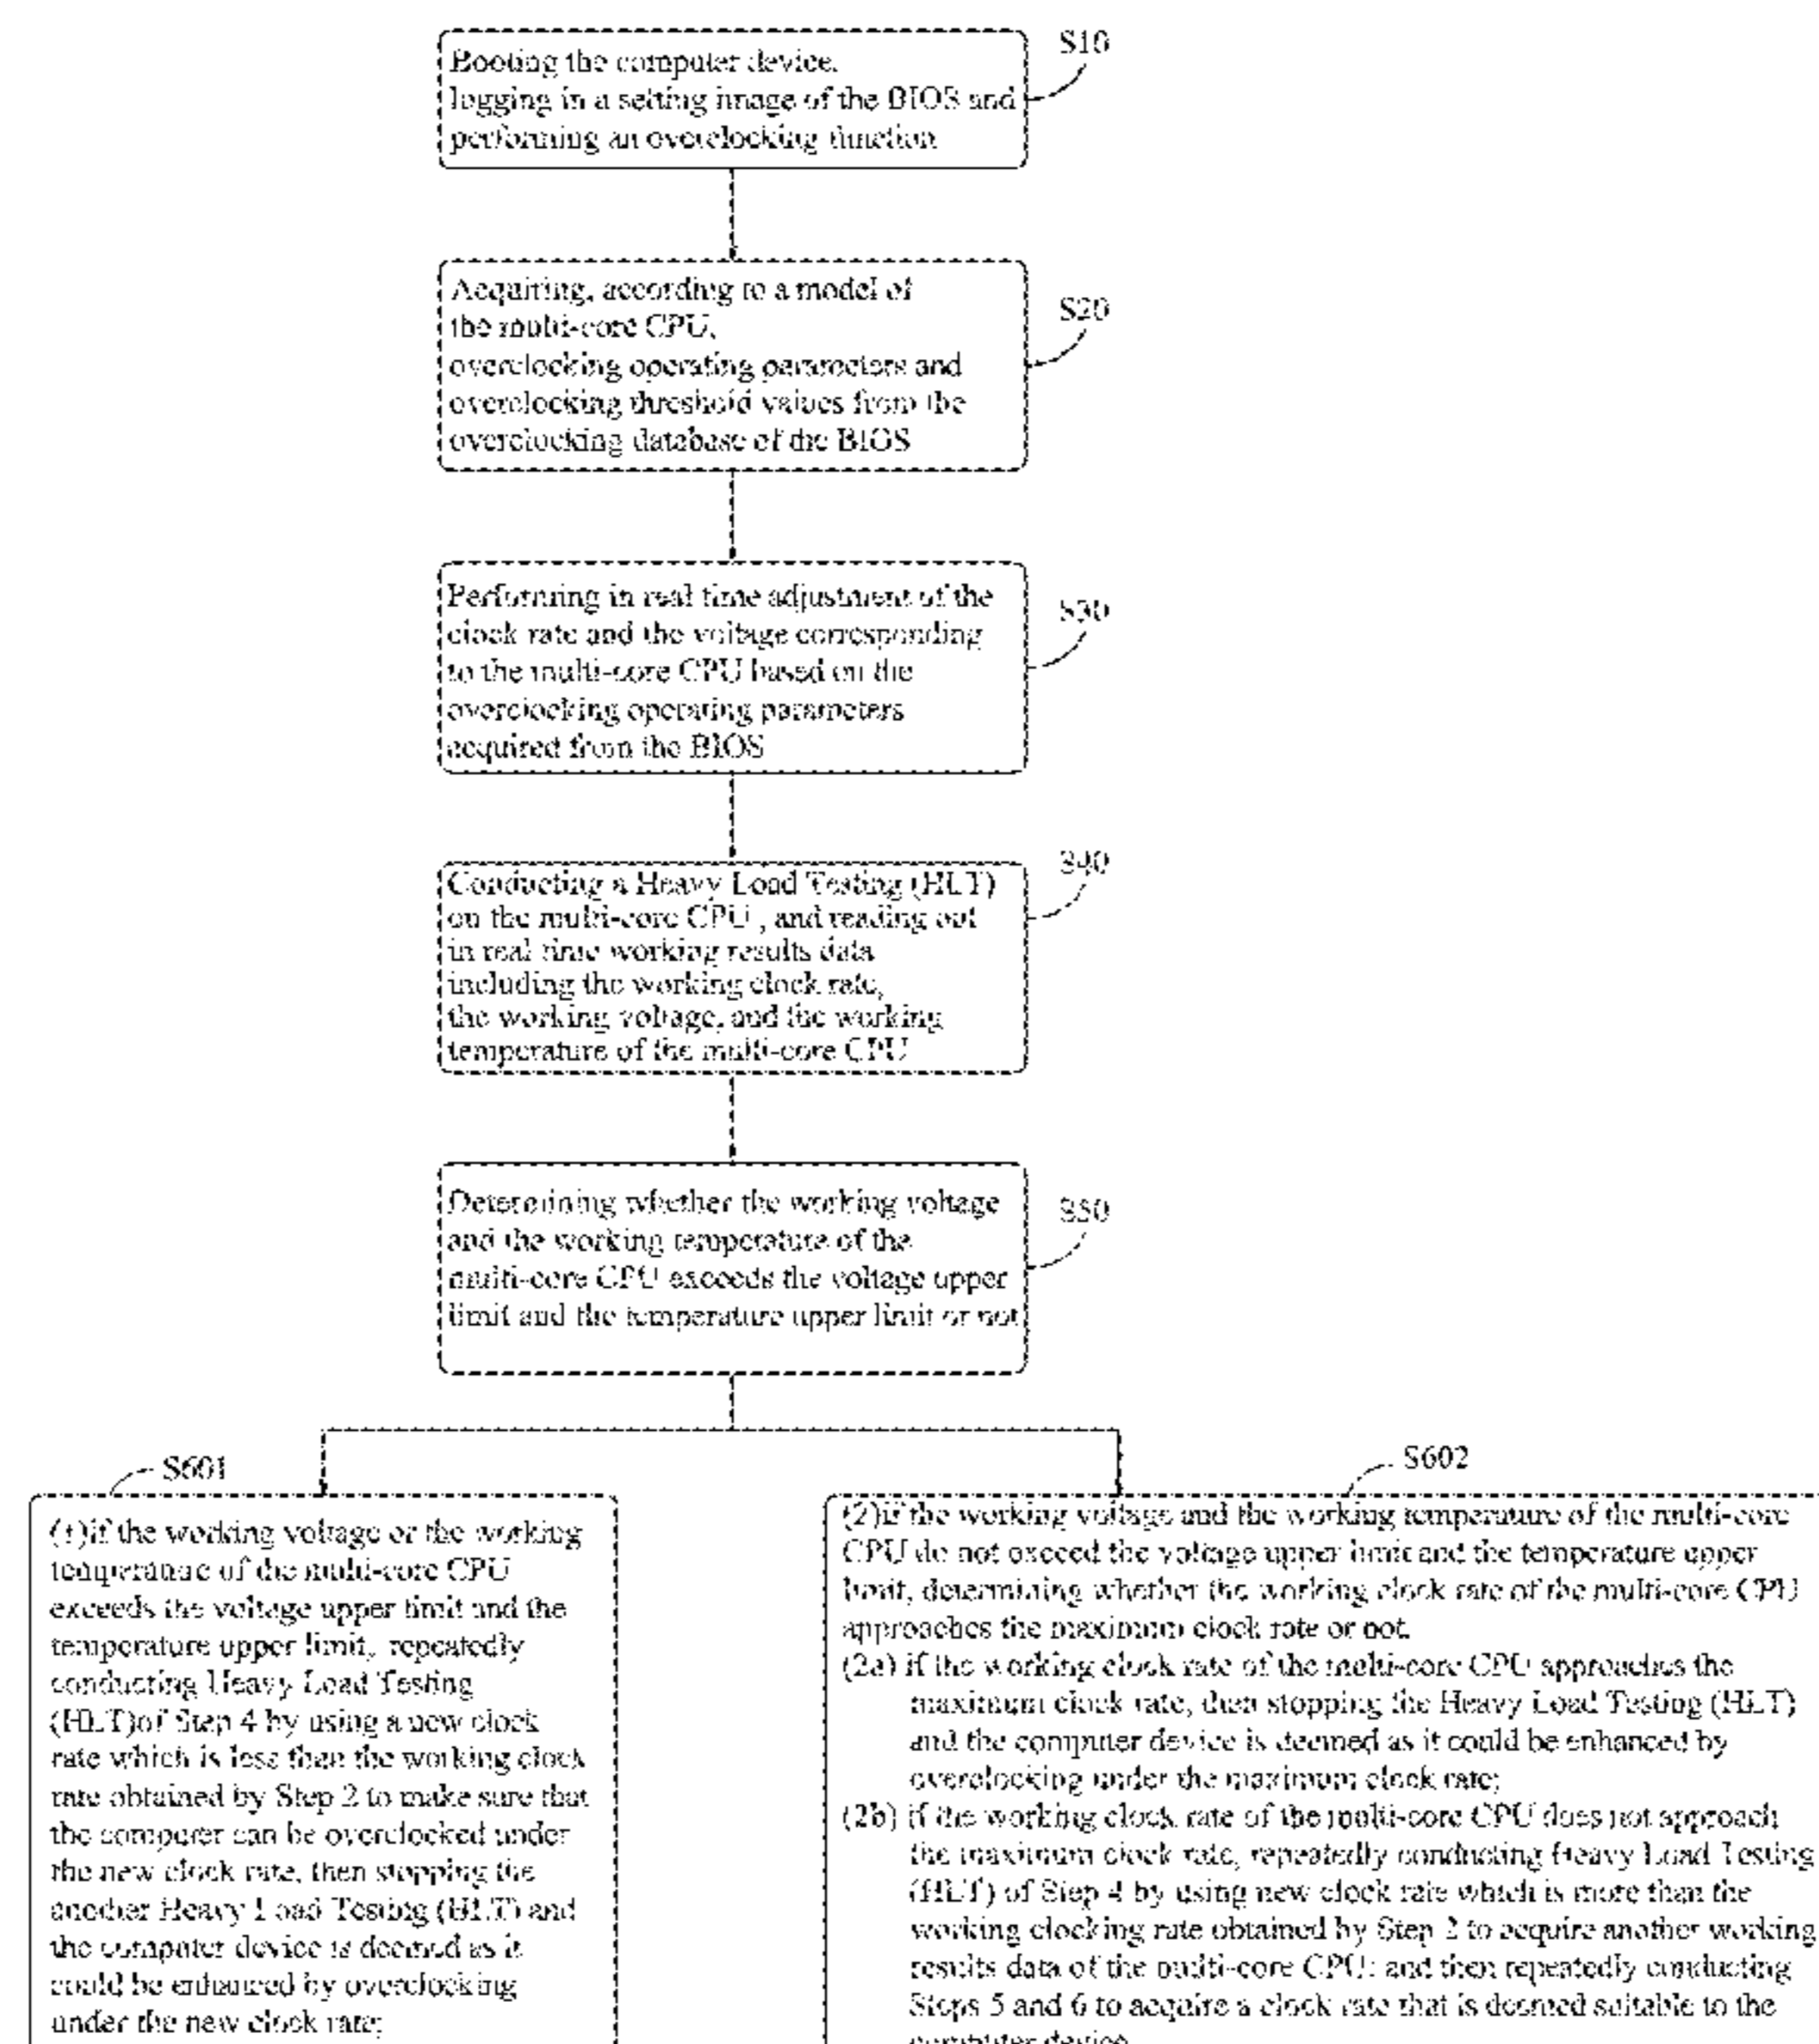 S10
Booting the computer device,
logging in a setting image of the BIOS and
performing an overclocking function
S20
Acquiring, according to a model of
the multi-core CPU,
overclocking operating parameters and
overclocking threshold values from the
overclocking database of the BIOS
S30
Performing in real time adjustment of the
clock rate and the voltage corresponding
to the multi-core CPU based on the
overclocking operating parameters
acquired from the BIOS
S40
Conducting a Heavy Load Testing (HLT)
on the multi-core CPU , and reading out
in real time working results data
including the working clock rate,
the working voltage, and the working
temperature of the multi-core CPU
S50
Determining whether the working voltage
and the working temperature of the
multi-core CPU exceeds the voltage upper
limit and the temperature upper limit or not
S601
(1)if the working voltage or the working
temperature of the multi-core CPU
exceeds the voltage upper limit and the
temperature upper limit, repeatedly
conducting Heavy Load Testing
(HLT)of Step 4 by using a new clock
rate which is less than the working clock
rate obtained by Step 2 to make sure that
the computer can be overclocked under
the new clock rate, then stopping the
another Heavy Load Testing (HLT) and
the computer device is deemed as it
could be enhanced by overclocking
under the new clock rate;
S602
(2)if the working voltage and the working temperature of the multi-core
CPU do not exceed the voltage upper limit and the temperature upper
limit, determining whether the working clock rate of the multi-core CPU
approaches the maximum clock rate or not.
(2a) if the working clock rate of the multi-core CPU approaches the
maximum clock rate, then stopping the Heavy Load Testing (HLT)
and the computer device is deemed as it could be enhanced by
overclocking under the maximum clock rate;
(2b) if the working clock rate of the multi-core CPU does not approach
the maximum clock rate, repeatedly conducting Heavy Load Testing
(HLT) of Step 4 by using new clock rate which is more than the
working clocking rate obtained by Step 2 to acquire another working
results data of the multi-core CPU; and then repeatedly conducting
Steps 5 and 6 to acquire a clock rate that is deemed suitable to the
computer device